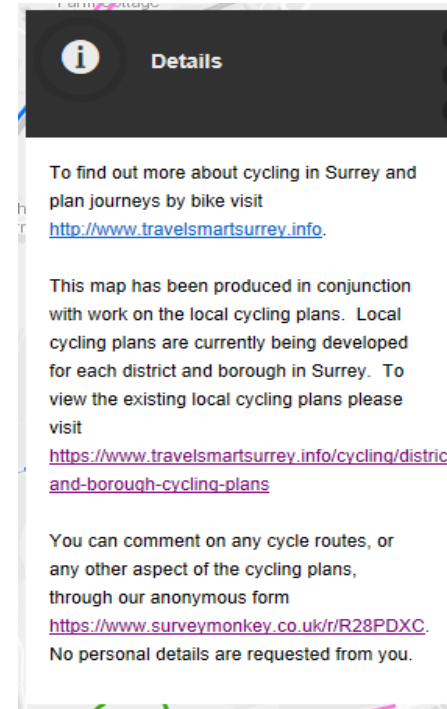 Details
To find out more about cycling in Surrey and
plan journeys by bike visit
http://www.travelsmartsurrey.info.
This map has been produced in conjunction
with work on the local cycling plans.  Local
cycling plans are currently being developed
for each district and borough in Surrey.  To
view the existing local cycling plans please
visit
https://www.travelsmartsurrey.info/cycling/distric
and-borough-cycling-plans
You can comment on any cycle routes, or
any other aspect of the cycling plans,
through our anonymous form
https://www.surveymonkey.co.uk/r/R28PDXC.
No personal details are requested from you.